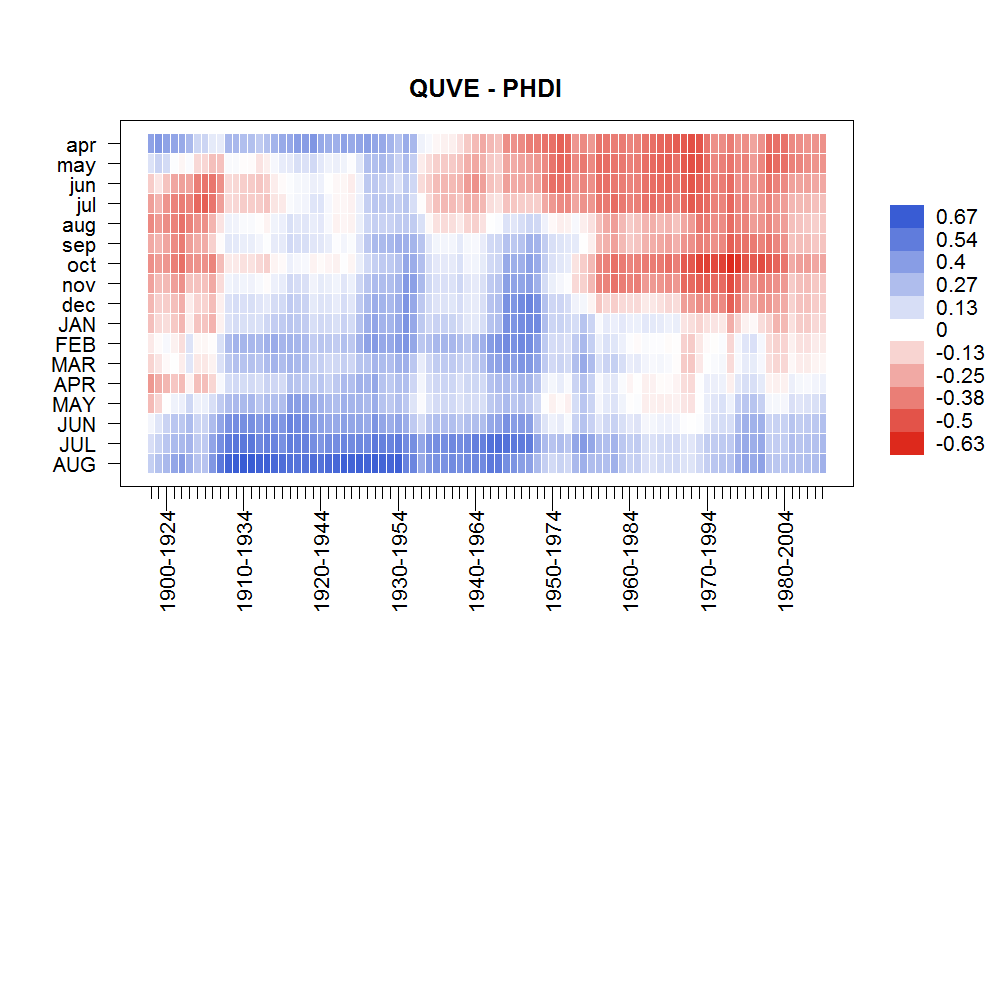 QUVE - PHDI
apr
may
jun
jul
aug
sep
oct
nov
dec
JAN
FEB
MAR
APR
MAY
JUN
JUL
AUG
1900-1924
1910-1934
1920-1944
1930-1954
1940-1964
1950-1974
1960-1984
1970-1994
1980-2004
0.67
0.54
0.4
0.27
0.13
0
-0.13
-0.25
-0.38
-0.5
-0.63